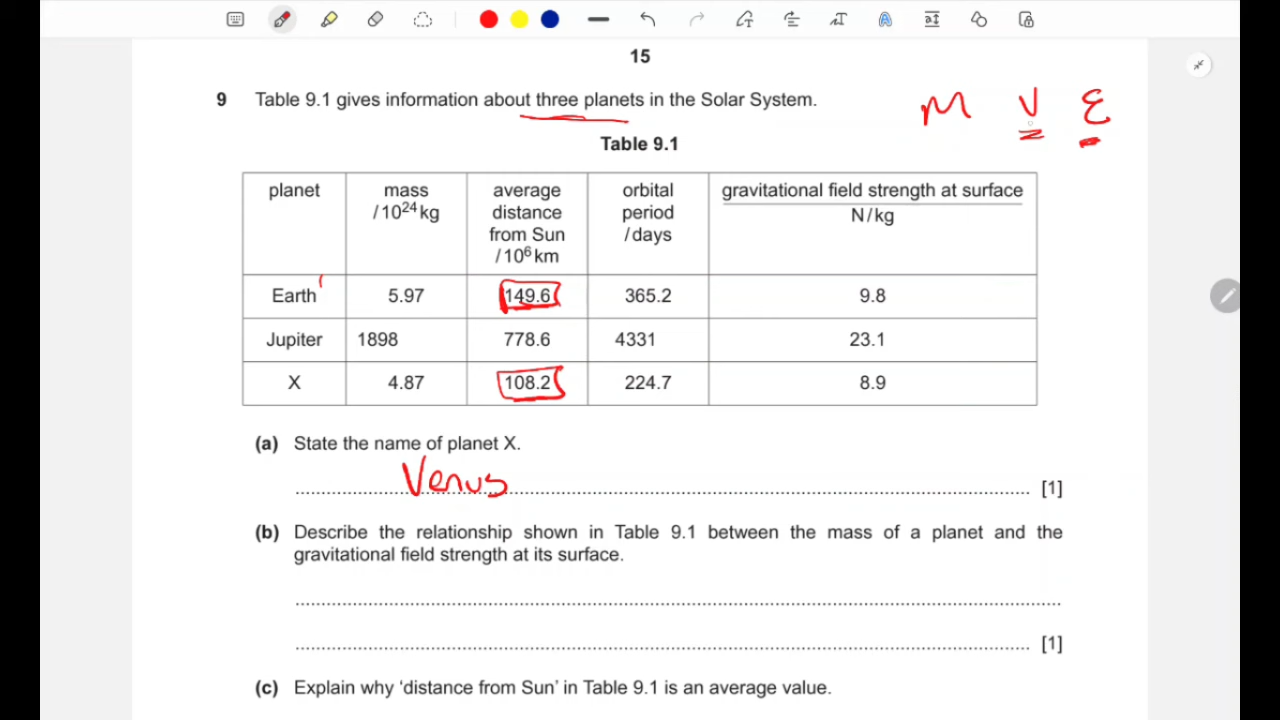 15
9 Table 9.1 gives information about three planets in the Solar System.
M V E
Table 9.1
planet mass /10²⁴ kg average distance from Sun /10⁶ km orbital period /days gravitational field strength at surface N/kg
Earth 5.97 149.6 365.2 9.8
Jupiter 1898 778.6 4331 23.1
X 4.87 108.2 224.7 8.9
(a) State the name of planet X.
Venus [1]
(b) Describe the relationship shown in Table 9.1 between the mass of a planet and the
gravitational field strength at its surface.
[1]
(c) Explain why ‘distance from Sun’ in Table 9.1 is an average value.